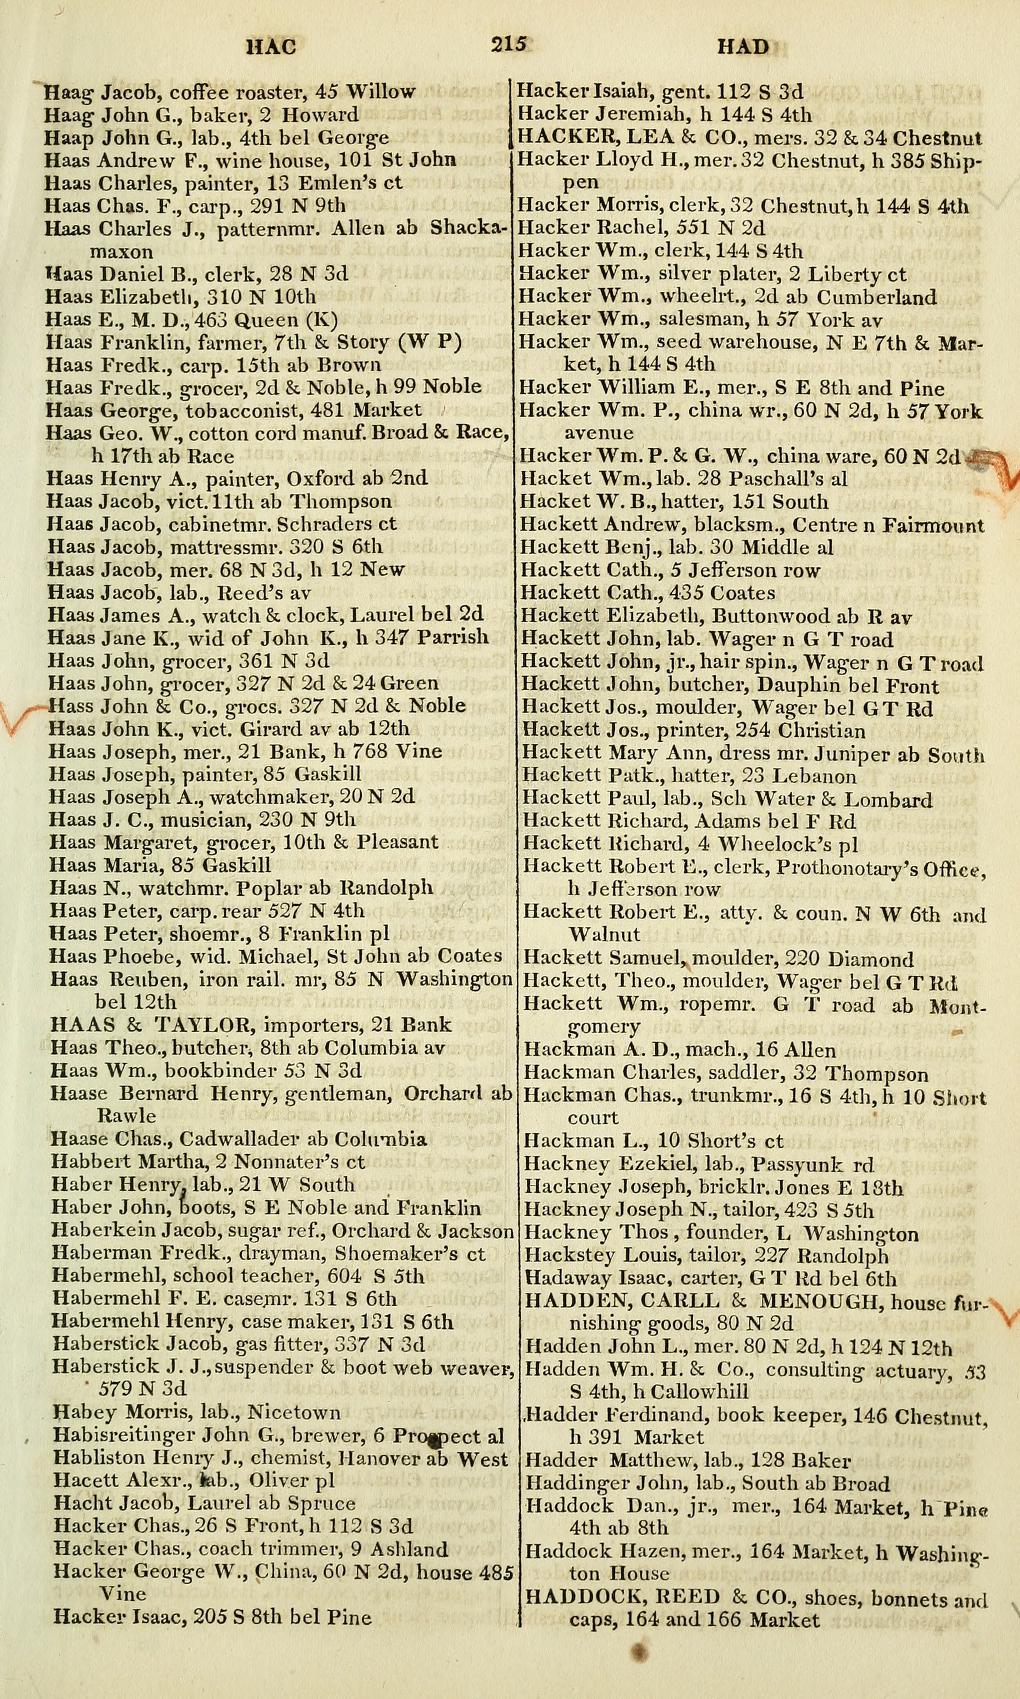 HAC 215 HAD
Haag Jacob, coffee roaster, 45 Willow
Haag John G., baker, 2 Howard
Haap John G., lab., 4th bel George
Haas Andrew F., wine house, 101 St John
Haas Charles, painter, 13 Emlen's ct
Haas Chas. F., carp., 291 N 9th
Haas Charles J., patternmr. Allen ab Shacka-
maxon
Haas Daniel B., clerk, 28 N 3d
Haas Elizabeth, 310 N 10th
Haas E., M. D., 463 Queen (K)
Haas Franklin, farmer, 7th & Story (W P)
Haas Fredk., carp. 15th ab Brown
Haas Fredk., grocer, 2d & Noble, h 99 Noble
Haas George, tobacconist, 481 Market
Haas Geo. W., cotton cord manuf. Broad & Race,
h 17th ab Race
Haas Henry A., painter, Oxford ab 2nd
Haas Jacob, vict. 11th ab Thompson
Haas Jacob, cabinetmr. Schraders ct
Haas Jacob, mattressmr. 320 S 6th
Haas Jacob, mer. 68 N 3d, h 12 New
Haas Jacob, lab., Reed's av
Haas James A., watch & clock, Laurel bel 2d
Haas Jane K., wid of John K., h 347 Parrish
Haas John, grocer, 361 N 3d
Haas John, grocer, 327 N 2d & 24 Green
Hass John & Co., grocs. 327 N 2d & Noble
Haas John K., vict. Girard av ab 12th
Haas Joseph, mer., 21 Bank, h 768 Vine
Haas Joseph, painter, 85 Gaskill
Haas Joseph A., watchmaker, 20 N 2d
Haas J. C., musician, 230 N 9th
Haas Margaret, grocer, 10th & Pleasant
Haas Maria, 85 Gaskill
Haas N., watchmr. Poplar ab Randolph
Haas Peter, carp. rear 527 N 4th
Haas Peter, shoemr., 8 Franklin pl
Haas Phoebe, wid. Michael, St John ab Coates
Haas Reuben, iron rail. mr, 85 N Washington
bel 12th
HAAS & TAYLOR, importers, 21 Bank
Haas Theo., butcher, 8th ab Columbia av
Haas Wm., bookbinder 53 N 3d
Haase Bernard Henry, gentleman, Orchard ab
Rawle
Haase Chas., Cadwallader ab Columbia
Habbert Martha, 2 Nonnater's ct
Haber Henry, lab., 21 W South
Haber John, boots, S E Noble and Franklin
Haberkein Jacob, sugar ref., Orchard & Jackson
Haberman Fredk., drayman, Shoemaker's ct
Habermehl, school teacher, 604 S 5th
Habermehl F. E. casemr. 131 S 6th
Habermehl Henry, case maker, 131 S 6th
Haberstick Jacob, gas fitter, 337 N 3d
Haberstick J. J., suspender & boot web weaver,
579 N 3d
Habey Morris, lab., Nicetown
Habisreitinger John G., brewer, 6 Prospect al
Habliston Henry J., chemist, Hanover ab West
Hacett Alexr., lab., Oliver pl
Hacht Jacob, Laurel ab Spruce
Hacker Chas., 26 S Front, h 112 S 3d
Hacker Chas., coach trimmer, 9 Ashland
Hacker George W., China, 60 N 2d, house 485
Vine
Hacker Isaac, 205 S 8th bel Pine
Hacker Isaiah, gent. 112 S 3d
Hacker Jeremiah, h 144 S 4th
HACKER, LEA & CO., mers. 32 & 34 Chestnut
Hacker Lloyd H., mer. 32 Chestnut, h 385 Ship-
pen
Hacker Morris, clerk, 32 Chestnut, h 144 S 4th
Hacker Rachel, 551 N 2d
Hacker Wm., clerk, 144 S 4th
Hacker Wm., silver plater, 2 Liberty ct
Hacker Wm., wheelrt., 2d ab Cumberland
Hacker Wm., salesman, h 57 York av
Hacker Wm., seed warehouse, N E 7th & Mar-
ket, h 144 S 4th
Hacker William E., mer., S E 8th and Pine
Hacker Wm. P., china wr., 60 N 2d, h 57 York
avenue
Hacker Wm. P. & G. W., china ware, 60 N 2d
Hacket Wm., lab. 28 Paschall's al
Hacket W. B., hatter, 151 South
Hackett Andrew, blacksm., Centre n Fairmount
Hackett Benj., lab. 30 Middle al
Hackett Cath., 5 Jefferson row
Hackett Cath., 435 Coates
Hackett Elizabeth, Buttonwood ab R av
Hackett John, lab. Wager n G T road
Hackett John, jr., hair spin., Wager n G T road
Hackett John, butcher, Dauphin bel Front
Hackett Jos., moulder, Wager bel G T Rd
Hackett Jos., printer, 254 Christian
Hackett Mary Ann, dress mr. Juniper ab South
Hackett Patk., hatter, 23 Lebanon
Hackett Paul, lab., Sch Water & Lombard
Hackett Richard, Adams bel F Rd
Hackett Richard, 4 Wheelock's pl
Hackett Robert E., clerk, Prothonotary's Office,
h Jefferson row
Hackett Robert E., atty. & coun. N W 6th and
Walnut
Hackett Samuel, moulder, 220 Diamond
Hackett, Theo., moulder, Wager bel G T Rd
Hackett Wm., ropemr. G T road ab Mont-
gomery
Hackman A. D., mach., 16 Allen
Hackman Charles, saddler, 32 Thompson
Hackman Chas., trunkmr., 16 S 4th, h 10 Short
court
Hackman L., 10 Short's ct
Hackney Ezekiel, lab., Passyunk rd
Hackney Joseph, bricklr. Jones E 18th
Hackney Joseph N., tailor, 423 S 5th
Hackney Thos , founder, L Washington
Hackstey Louis, tailor, 227 Randolph
Hadaway Isaac, carter, G T Rd bel 6th
HADDEN, CARLL & MENOUGH, house fur-
nishing goods, 80 N 2d
Hadden John L., mer. 80 N 2d, h 124 N 12th
Hadden Wm. H. & Co., consulting actuary, 53
S 4th, h Callowhill
Hadder Ferdinand, book keeper, 146 Chestnut,
h 391 Market
Hadder Matthew, lab., 128 Baker
Haddinger John, lab., South ab Broad
Haddock Dan., jr., mer., 164 Market, h Pine
4th ab 8th
Haddock Hazen, mer., 164 Market, h Washing-
ton House
HADDOCK, REED & CO., shoes, bonnets and
caps, 164 and 166 Market